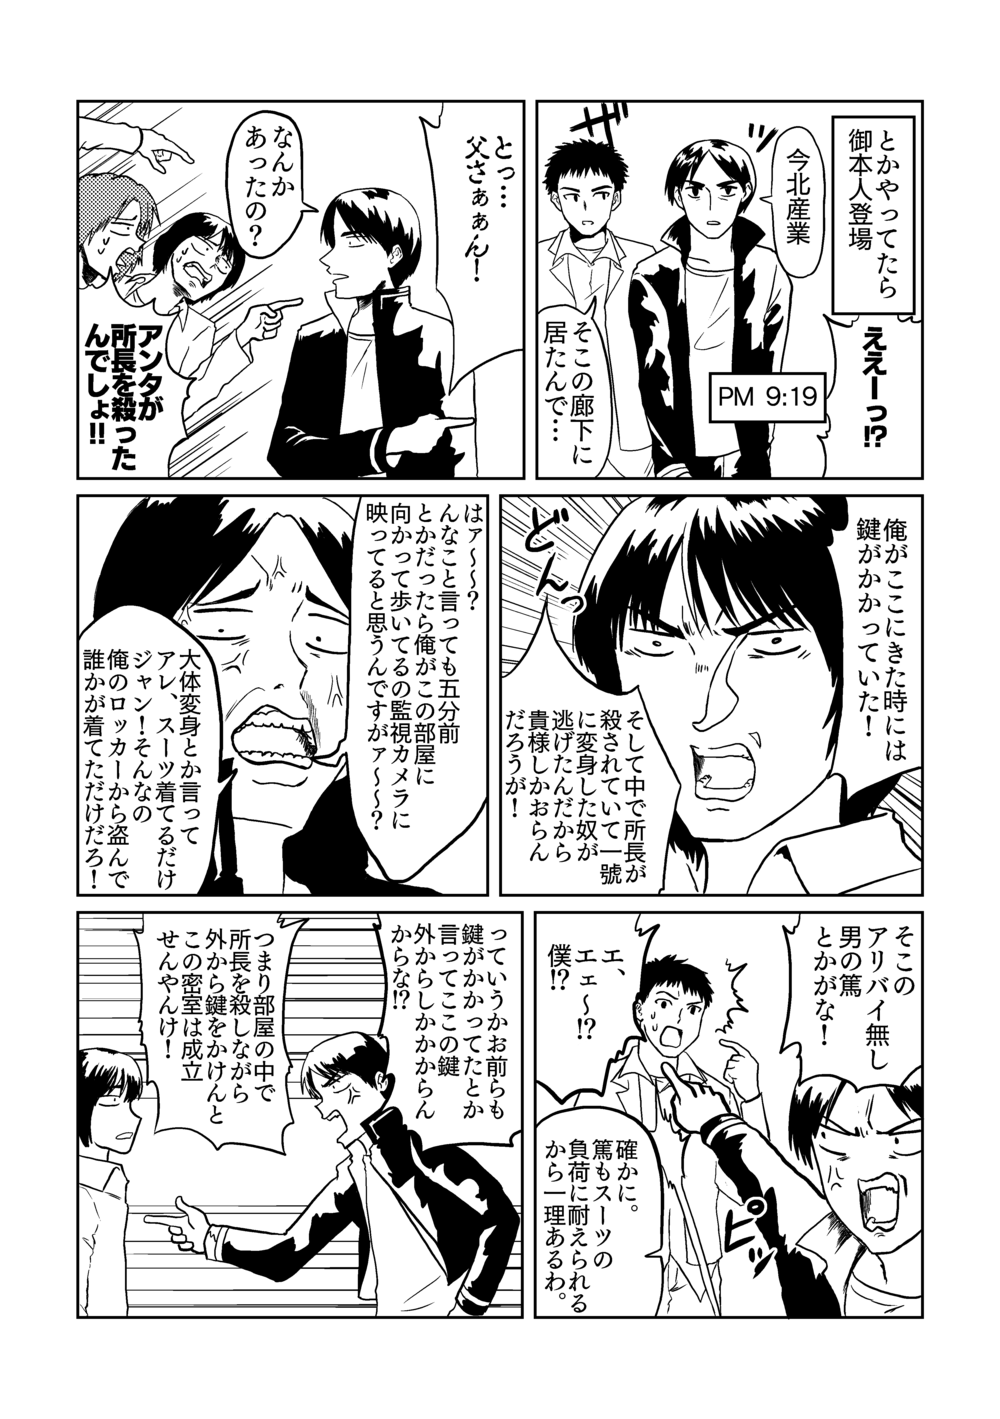 とかやってたら
御本人登場
ザッ
ツ
今北産業
ええーっ!?
PM 9:19
そこの廊下に
居たんで…
とっ…
父さぁぁん!
なんか
あったの?
アンタが
所長を殺った
んでしょ!!
俺がここにきた時には
鍵がかかっていた!
どんっ
そして中で所長が
殺されていて一號
に変身した奴が
逃げたんだから
貴様しかおらん
だろうが!
はァ〜〜?
んなこと言っても五分前
とかだったら俺がこの部屋に
向かって歩いてるの監視カメラに
映ってると思うんですがァ〜〜?
大体変身とか言って
アレ、スーツ着てるだけ
ジャン!そんなの
俺のロッカーから盗んで
誰かが着てただけだろ!
そこの
アリバイ無し
男の篤
とかがな!
エ、
エェ〜!?
僕!?
ピッ
確かに。
篤もスーツの
負荷に耐えられる
から一理あるわ。
っていうかお前らも
鍵がかかってたとか
言ってここの鍵
外からしかかからん
からな!?
つまり部屋の中で
所長を殺しながら
外から鍵をかけんと
この密室は成立
せんやんけ!